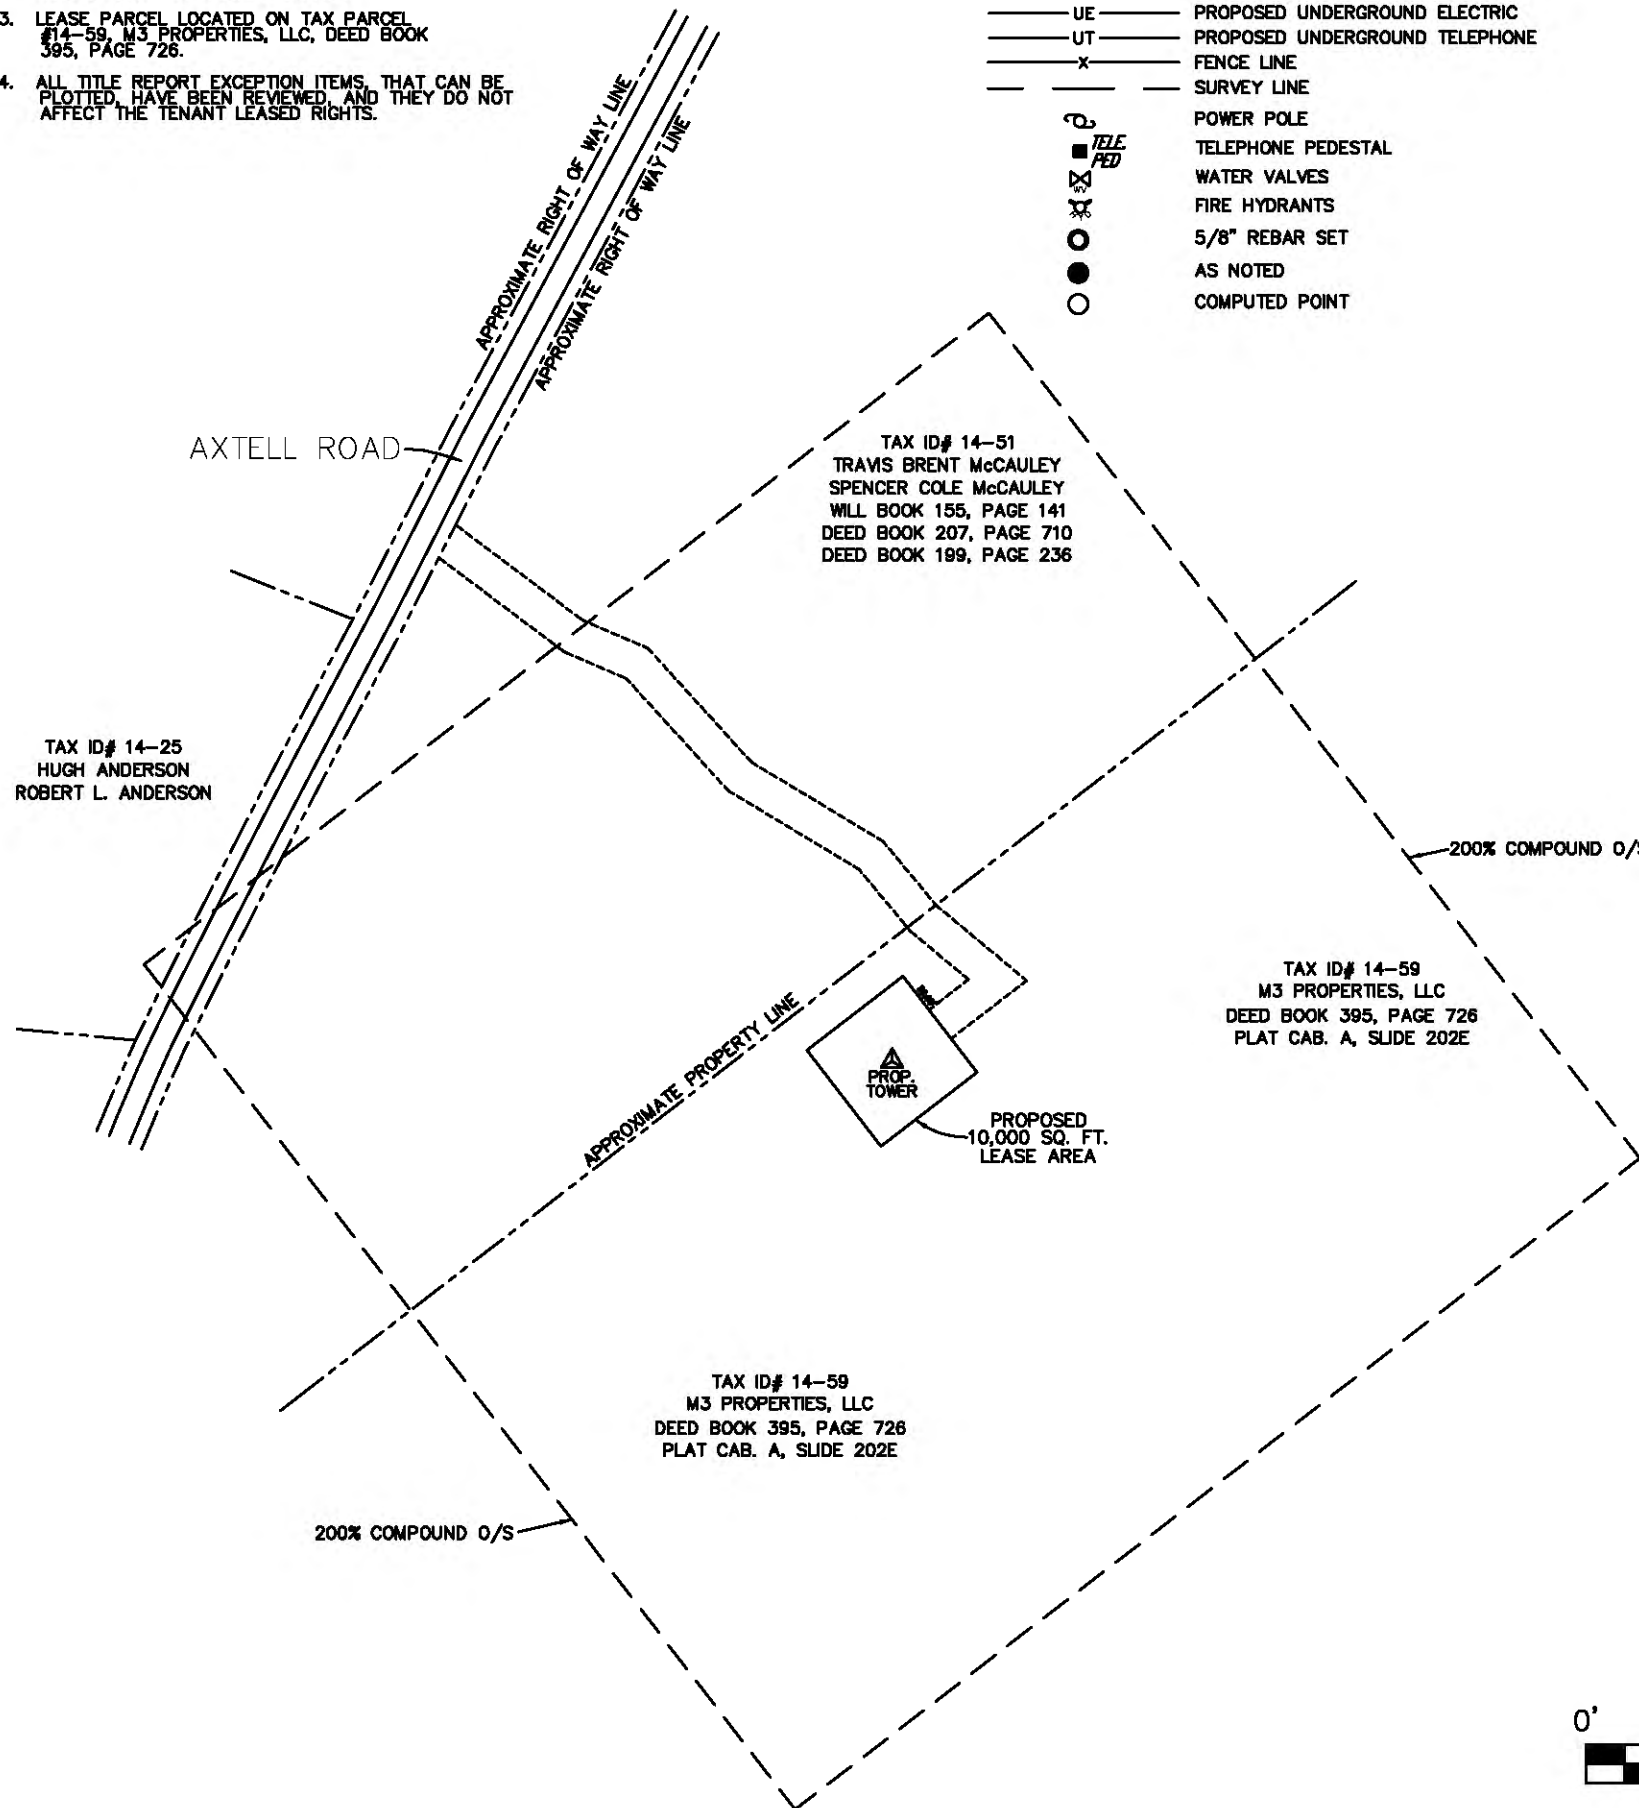 3. LEASE PARCEL LOCATED ON TAX PARCEL
#14-59, M3 PROPERTIES, LLC, DEED BOOK
395, PAGE 726.
4. ALL TITLE REPORT EXCEPTION ITEMS, THAT CAN BE
PLOTTED, HAVE BEEN REVIEWED, AND THEY DO NOT
AFFECT THE TENANT LEASED RIGHTS.
UE PROPOSED UNDERGROUND ELECTRIC
UT PROPOSED UNDERGROUND TELEPHONE
X FENCE LINE
SURVEY LINE
POWER POLE
TELE.
PED
TELEPHONE PEDESTAL
WV
WATER VALVES
FIRE HYDRANTS
5/8" REBAR SET
AS NOTED
COMPUTED POINT
APPROXIMATE RIGHT OF WAY LINE
APPROXIMATE RIGHT OF WAY LINE
AXTELL ROAD
TAX ID# 14-51
TRAVIS BRENT McCAULEY
SPENCER COLE McCAULEY
WILL BOOK 155, PAGE 141
DEED BOOK 207, PAGE 710
DEED BOOK 199, PAGE 236
TAX ID# 14-25
HUGH ANDERSON
ROBERT L. ANDERSON
200% COMPOUND O/S
TAX ID# 14-59
M3 PROPERTIES, LLC
DEED BOOK 395, PAGE 726
PLAT CAB. A, SLIDE 202E
APPROXIMATE PROPERTY LINE
PROP.
TOWER
PROPOSED
10,000 SQ. FT.
LEASE AREA
TAX ID# 14-59
M3 PROPERTIES, LLC
DEED BOOK 395, PAGE 726
PLAT CAB. A, SLIDE 202E
200% COMPOUND O/S
0'